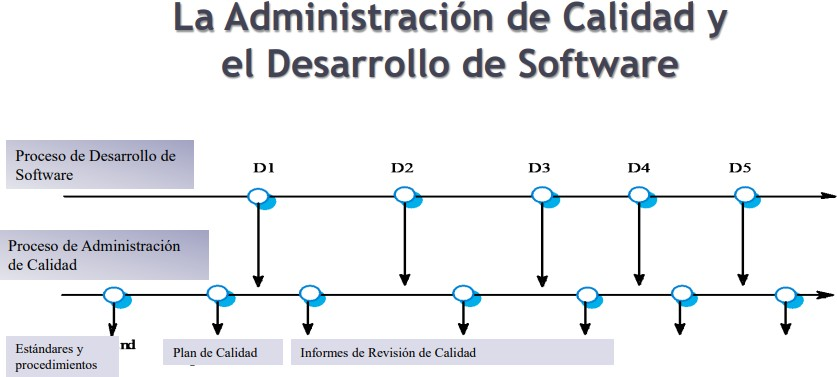 La Administración de Calidad y
el Desarrollo de Software
Proceso de Desarrollo de
Software
D1
D2
D3
D4
D5
Proceso de Administración
de Calidad
Estándares y
procedimientos
nd
Plan de Calidad
Informes de Revisión de Calidad